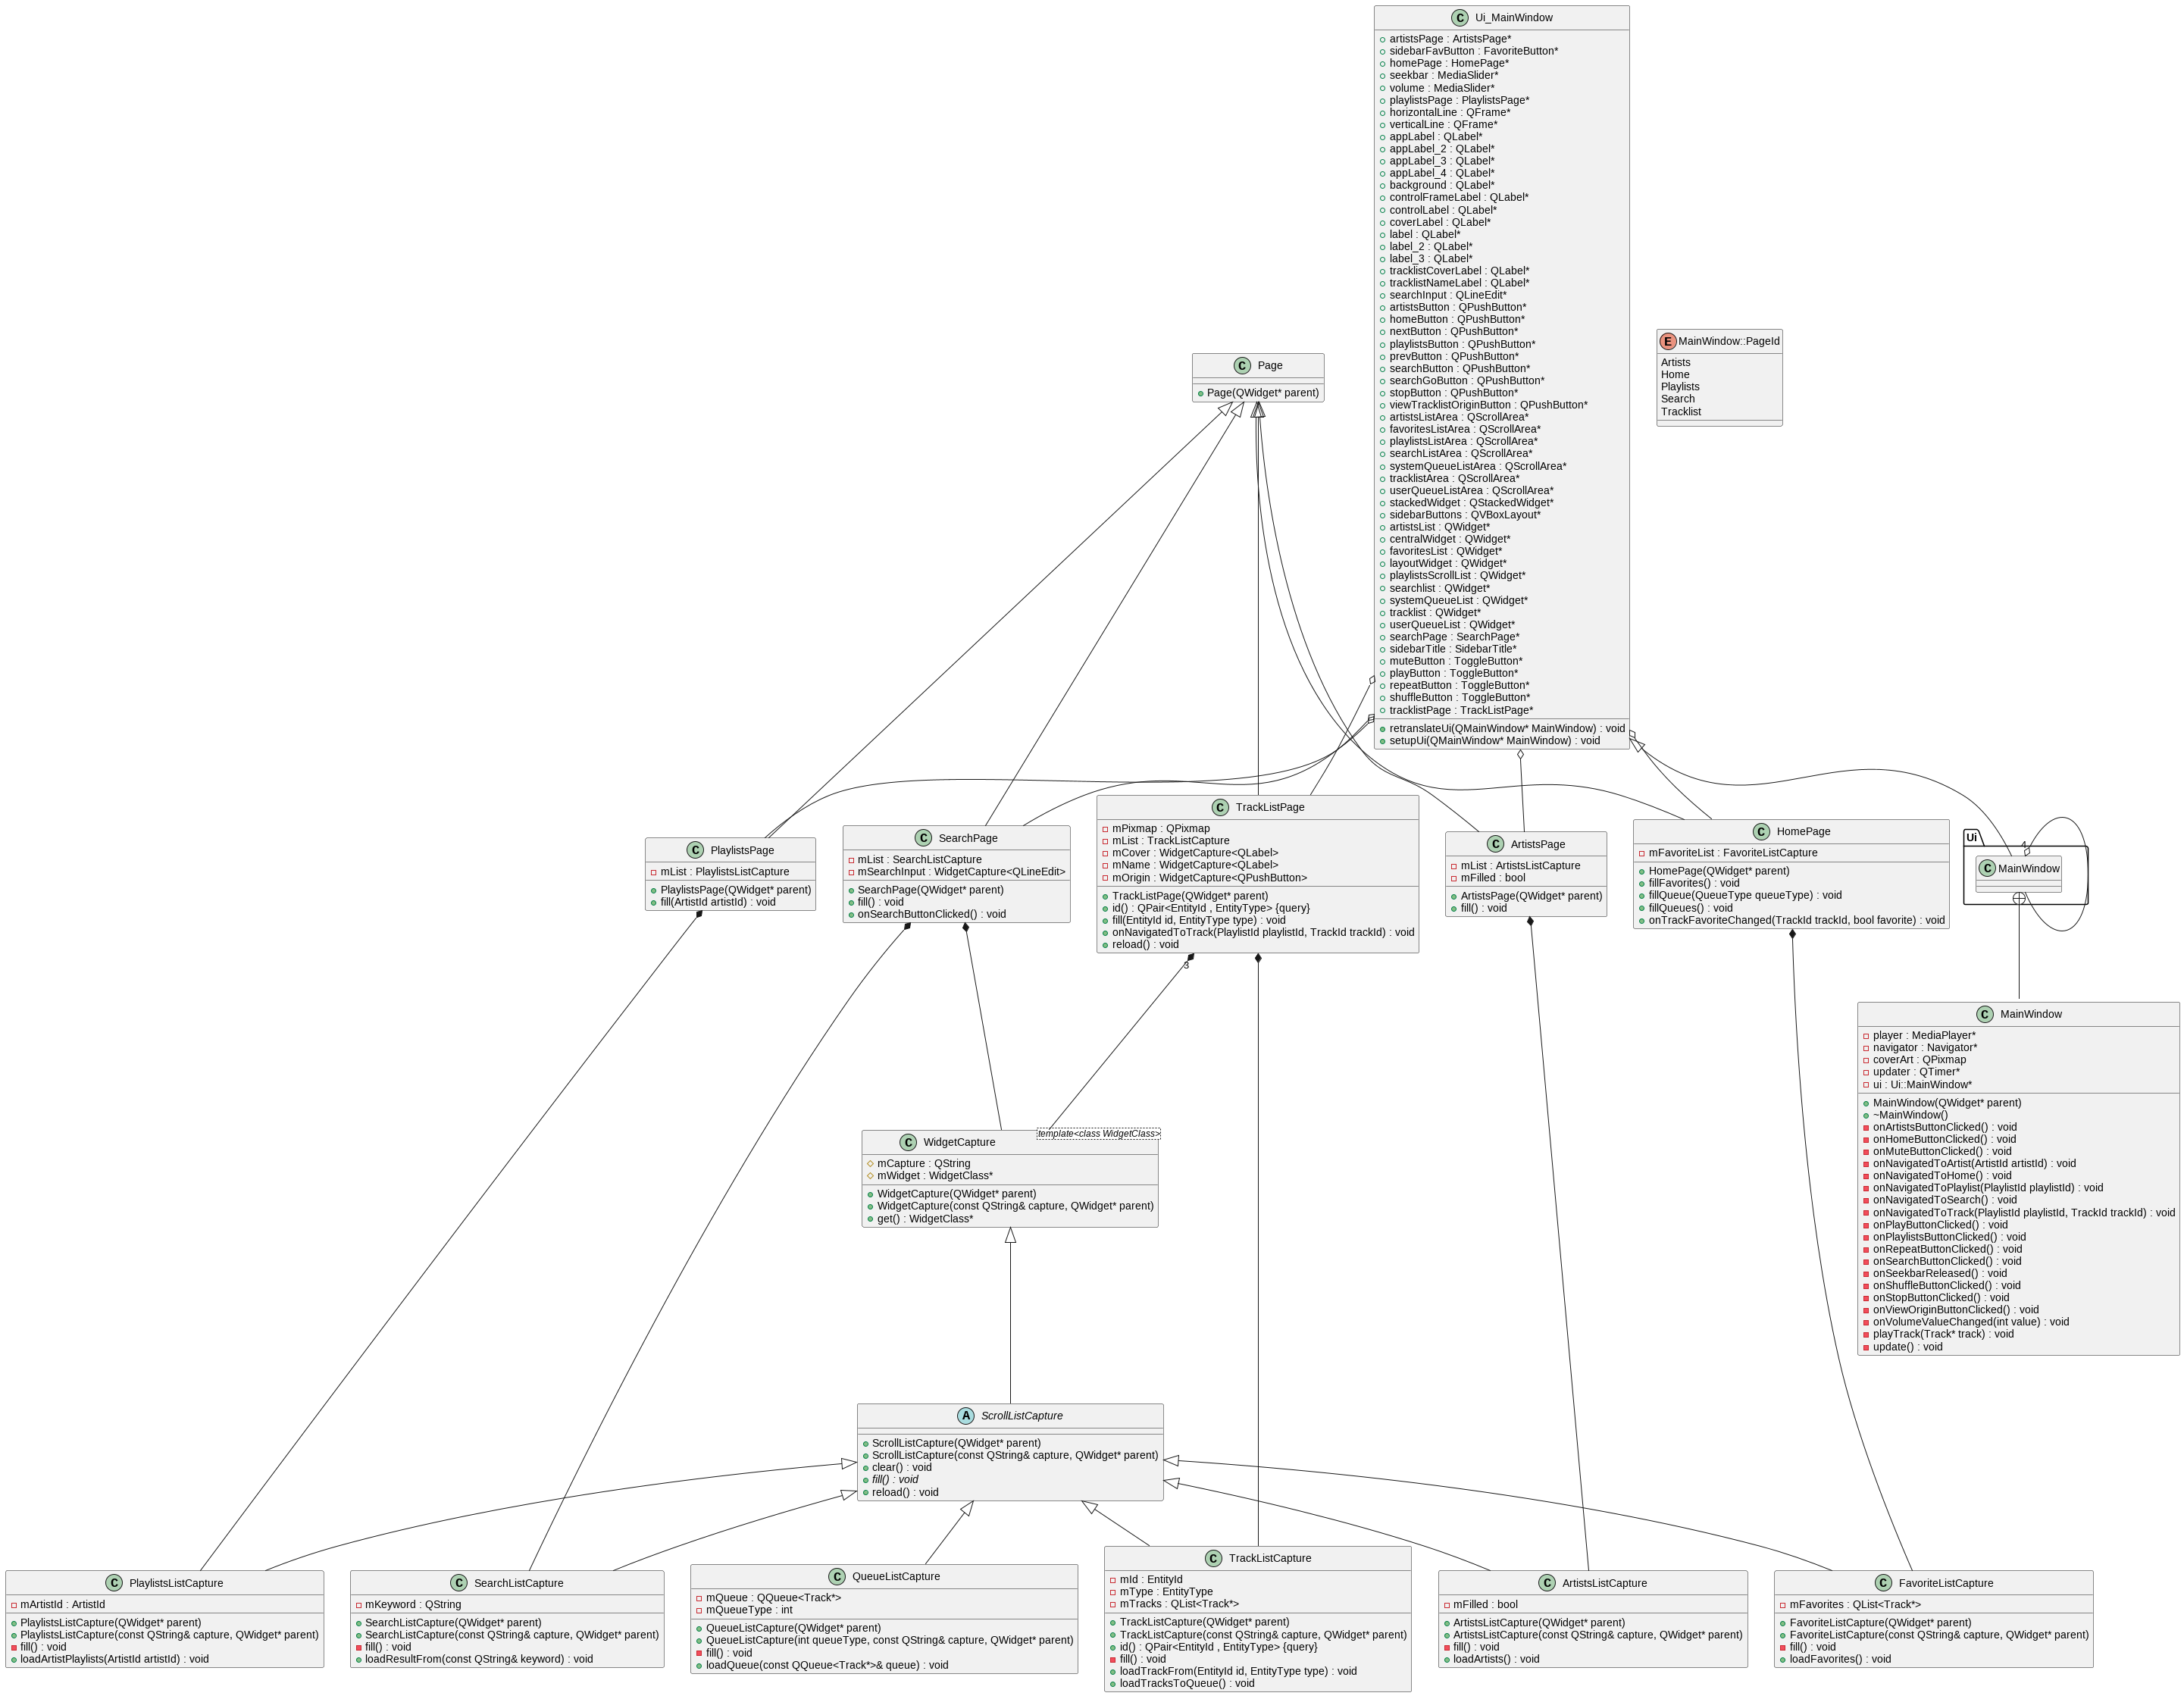 C Ui_MainWindow
artistsPage : ArtistsPage*
sidebarFavButton : FavoriteButton*
homePage : HomePage*
seekbar : MediaSlider*
volume : MediaSlider*
playlistsPage : PlaylistsPage*
horizontalLine : QFrame*
verticalLine : QFrame*
appLabel : QLabel*
appLabel_2 : QLabel*
appLabel_3 : QLabel*
appLabel_4 : QLabel*
background : QLabel*
controlFrameLabel : QLabel*
controlLabel : QLabel*
coverLabel : QLabel*
label : QLabel*
label_2 : QLabel*
label_3 : QLabel*
tracklistCoverLabel : QLabel*
tracklistNameLabel : QLabel*
searchInput : QLineEdit*
artistsButton : QPushButton*
homeButton : QPushButton*
nextButton : QPushButton*
playlistsButton : QPushButton*
prevButton : QPushButton*
searchButton : QPushButton*
searchGoButton : QPushButton*
stopButton : QPushButton*
viewTracklistOriginButton : QPushButton*
artistsListArea : QScrollArea*
favoritesListArea : QScrollArea*
playlistsListArea : QScrollArea*
searchListArea : QScrollArea*
systemQueueListArea : QScrollArea*
tracklistArea : QScrollArea*
userQueueListArea : QScrollArea*
stackedWidget : QStackedWidget*
sidebarButtons : QVBoxLayout*
artistsList : QWidget*
centralWidget : QWidget*
favoritesList : QWidget*
layoutWidget : QWidget*
playlistsScrollList : QWidget*
searchlist : QWidget*
systemQueueList : QWidget*
tracklist : QWidget*
userQueueList : QWidget*
searchPage : SearchPage*
sidebarTitle : SidebarTitle*
muteButton : ToggleButton*
playButton : ToggleButton*
repeatButton : ToggleButton*
shuffleButton : ToggleButton*
tracklistPage : TrackListPage*
retranslateUi(QMainWindow* MainWindow) : void
setupUi(QMainWindow* MainWindow) : void
E MainWindow::PageId
Artists
Home
Playlists
Search
Tracklist
C Page
Page(QWidget* parent)
C PlaylistsPage
mList : PlaylistsListCapture
PlaylistsPage(QWidget* parent)
fill(ArtistId artistId) : void
C SearchPage
mList : SearchListCapture
mSearchInput : WidgetCapture<QLineEdit>
SearchPage(QWidget* parent)
fill() : void
onSearchButtonClicked() : void
C TrackListPage
mPixmap : QPixmap
mList : TrackListCapture
mCover : WidgetCapture<QLabel>
mName : WidgetCapture<QLabel>
mOrigin : WidgetCapture<QPushButton>
TrackListPage(QWidget* parent)
id() : QPair<EntityId , EntityType> {query}
fill(EntityId id, EntityType type) : void
onNavigatedToTrack(PlaylistId playlistId, TrackId trackId) : void
reload() : void
3
C ArtistsPage
mList : ArtistsListCapture
mFilled : bool
ArtistsPage(QWidget* parent)
fill() : void
C HomePage
mFavoriteList : FavoriteListCapture
HomePage(QWidget* parent)
fillFavorites() : void
fillQueue(QueueType queueType) : void
fillQueues() : void
onTrackFavoriteChanged(TrackId trackId, bool favorite) : void
Ui
4
C MainWindow
C MainWindow
player : MediaPlayer*
navigator : Navigator*
coverArt : QPixmap
updater : QTimer*
ui : Ui::MainWindow*
MainWindow(QWidget* parent)
~MainWindow()
onArtistsButtonClicked() : void
onHomeButtonClicked() : void
onMuteButtonClicked() : void
onNavigatedToArtist(ArtistId artistId) : void
onNavigatedToHome() : void
onNavigatedToPlaylist(PlaylistId playlistId) : void
onNavigatedToSearch() : void
onNavigatedToTrack(PlaylistId playlistId, TrackId trackId) : void
onPlayButtonClicked() : void
onPlaylistsButtonClicked() : void
onRepeatButtonClicked() : void
onSearchButtonClicked() : void
onSeekbarReleased() : void
onShuffleButtonClicked() : void
onStopButtonClicked() : void
onViewOriginButtonClicked() : void
onVolumeValueChanged(int value) : void
playTrack(Track* track) : void
update() : void
C WidgetCapture
template<class WidgetClass>
mCapture : QString
mWidget : WidgetClass*
WidgetCapture(QWidget* parent)
WidgetCapture(const QString& capture, QWidget* parent)
get() : WidgetClass*
A ScrollListCapture
ScrollListCapture(QWidget* parent)
ScrollListCapture(const QString& capture, QWidget* parent)
clear() : void
fill() : void
reload() : void
C PlaylistsListCapture
mArtistId : ArtistId
PlaylistsListCapture(QWidget* parent)
PlaylistsListCapture(const QString& capture, QWidget* parent)
fill() : void
loadArtistPlaylists(ArtistId artistId) : void
C SearchListCapture
mKeyword : QString
SearchListCapture(QWidget* parent)
SearchListCapture(const QString& capture, QWidget* parent)
fill() : void
loadResultFrom(const QString& keyword) : void
C QueueListCapture
mQueue : QQueue<Track*>
mQueueType : int
QueueListCapture(QWidget* parent)
QueueListCapture(int queueType, const QString& capture, QWidget* parent)
fill() : void
loadQueue(const QQueue<Track*>& queue) : void
C TrackListCapture
mId : EntityId
mType : EntityType
mTracks : QList<Track*>
TrackListCapture(QWidget* parent)
TrackListCapture(const QString& capture, QWidget* parent)
id() : QPair<EntityId , EntityType> {query}
fill() : void
loadTrackFrom(EntityId id, EntityType type) : void
loadTracksToQueue() : void
C ArtistsListCapture
mFilled : bool
ArtistsListCapture(QWidget* parent)
ArtistsListCapture(const QString& capture, QWidget* parent)
fill() : void
loadArtists() : void
C FavoriteListCapture
mFavorites : QList<Track*>
FavoriteListCapture(QWidget* parent)
FavoriteListCapture(const QString& capture, QWidget* parent)
fill() : void
loadFavorites() : void